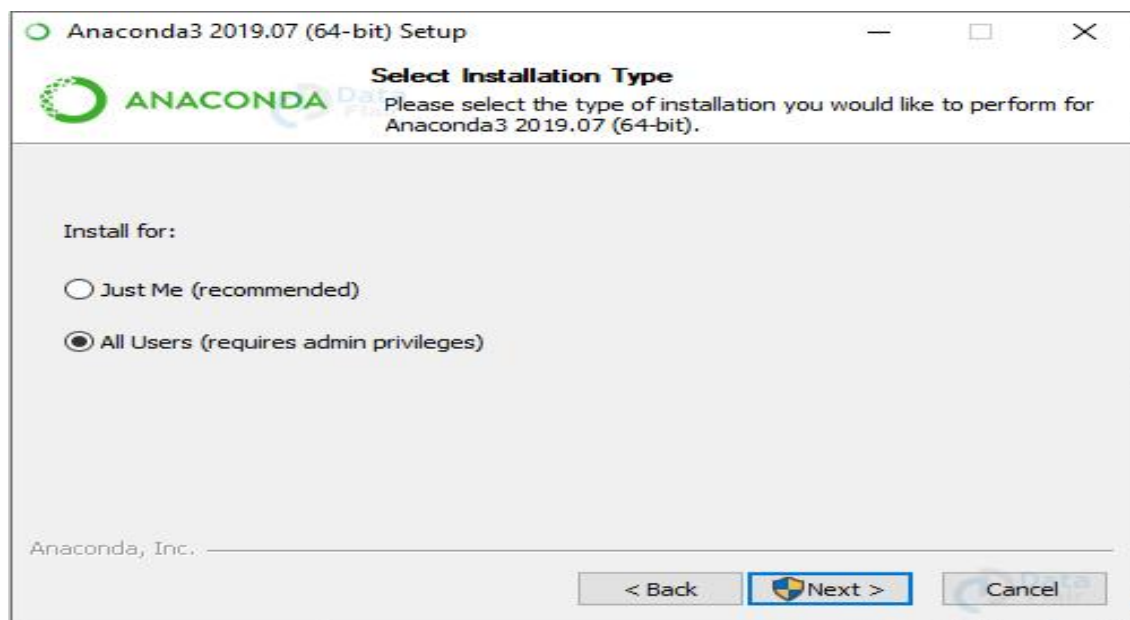 Anaconda3 2019.07 (64-bit) Setup
ANACONDA
Select Installation Type
Please select the type of installation you would like to perform for
Anaconda3 2019.07 (64-bit).
Install for:
Just Me (recommended)
All Users (requires admin privileges)
Anaconda, Inc.
< Back
Next >
Cancel